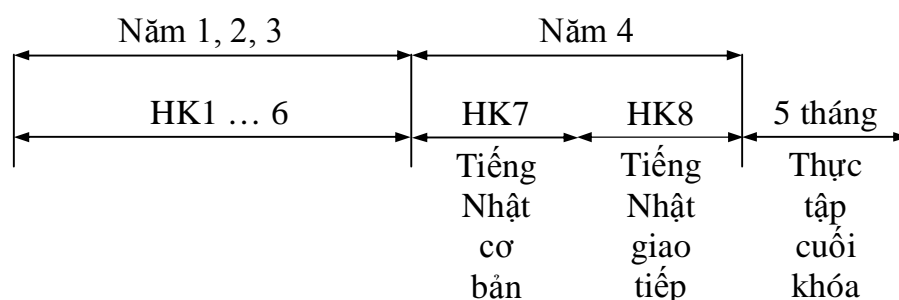 Năm 1, 2, 3
Năm 4
HK1 … 6
HK7
HK8
5 tháng
Tiếng
Nhật
cơ
bản
Tiếng
Nhật
giao
tiếp
Thực
tập
cuối
khóa